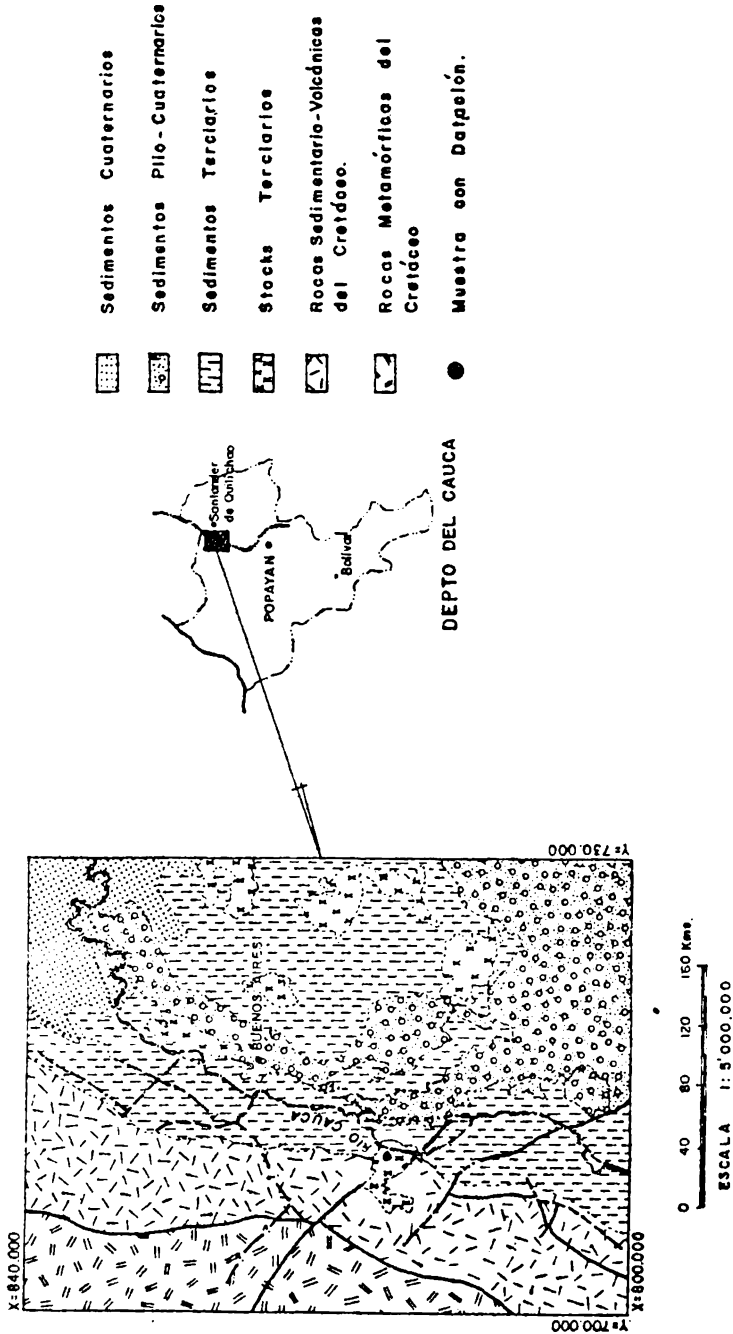 X=840.000
Y=700.000
X=800.000
Y=730.000
BUENOS AIRES
RIO CAUCA
0 40 80 120 160 Kms.
ESCALA 1:5'000,000
Santander
de Quilichao
POPAYAN
Bolívar
DEPTO DEL CAUCA
Sedimentos Cuaternarios
Sedimentos Plio-Cuaternarios
Sedimentos Terciarios
Stocks Terciarios
Rocas Sedimentario-Volcánicas
del Cretáceo.
Rocas Metamórficas del
Cretáceo
Muestra con Datación.